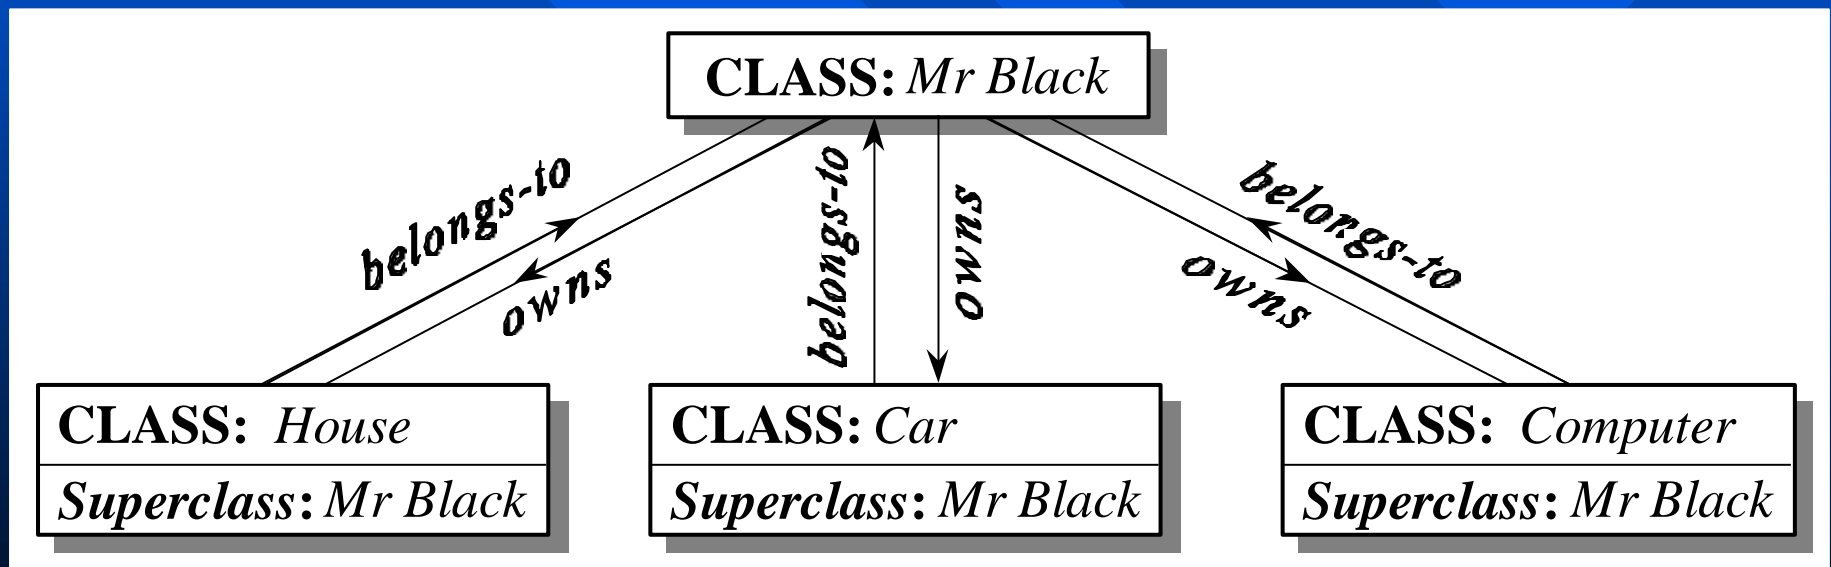 CLASS: Mr Black
belongs-to
owns
belongs-to
owns
belongs-to
owns
CLASS: House
Superclass: Mr Black
CLASS: Car
Superclass: Mr Black
CLASS: Computer
Superclass: Mr Black